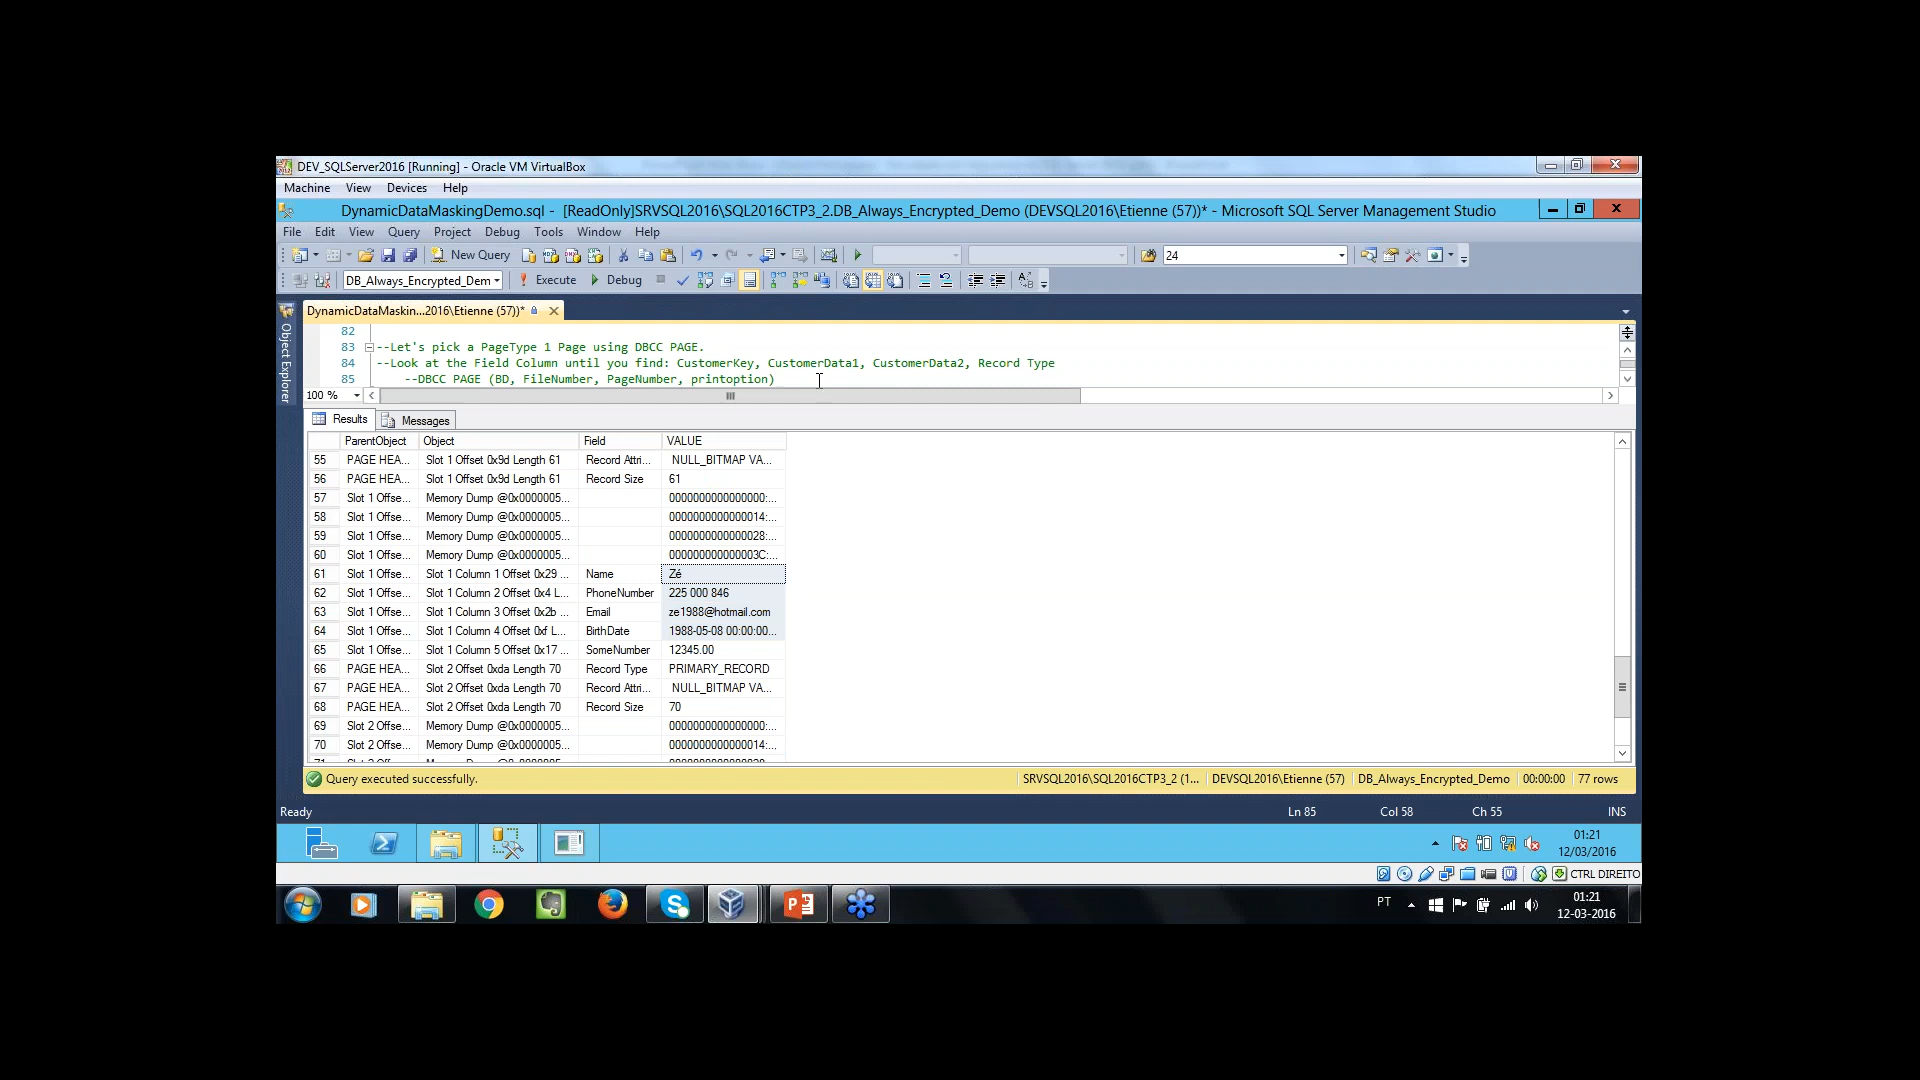 DEV_SQLServer2016 [Running] - Oracle VM VirtualBox
Machine View Devices Help
DynamicDataMaskingDemo.sql - [ReadOnly]SRVSQL2016\SQL2016CTP3_2.DB_Always_Encrypted_Demo (DEVSQL2016\Etienne (57))* - Microsoft SQL Server Management Studio
File Edit View Query Project Debug Tools Window Help
New Query 24
DB_Always_Encrypted_Dem Execute Debug
Object Explorer
DynamicDataMaskin...2016\Etienne (57))*
82
83 --Let's pick a PageType 1 Page using DBCC PAGE.
84 --Look at the Field Column until you find: CustomerKey, CustomerData1, CustomerData2, Record Type
85 --DBCC PAGE (BD, FileNumber, PageNumber, printoption)
100 %
Results Messages
ParentObject Object Field VALUE
55 PAGE HEA... Slot 1 Offset 0x9d Length 61 Record Attri... NULL_BITMAP VA...
56 PAGE HEA... Slot 1 Offset 0x9d Length 61 Record Size 61
57 Slot 1 Offse... Memory Dump @0x0000005... 0000000000000000:...
58 Slot 1 Offse... Memory Dump @0x0000005... 0000000000000014:...
59 Slot 1 Offse... Memory Dump @0x0000005... 0000000000000028:...
60 Slot 1 Offse... Memory Dump @0x0000005... 000000000000003C:...
61 Slot 1 Offse... Slot 1 Column 1 Offset 0x29 ... Name Zé
62 Slot 1 Offse... Slot 1 Column 2 Offset 0x4 L... PhoneNumber 225 000 846
63 Slot 1 Offse... Slot 1 Column 3 Offset 0x2b ... Email ze1988@hotmail.com
64 Slot 1 Offse... Slot 1 Column 4 Offset 0xf L... BirthDate 1988-05-08 00:00:00...
65 Slot 1 Offse... Slot 1 Column 5 Offset 0x17 ... SomeNumber 12345.00
66 PAGE HEA... Slot 2 Offset 0xda Length 70 Record Type PRIMARY_RECORD
67 PAGE HEA... Slot 2 Offset 0xda Length 70 Record Attri... NULL_BITMAP VA...
68 PAGE HEA... Slot 2 Offset 0xda Length 70 Record Size 70
69 Slot 2 Offse... Memory Dump @0x0000005... 0000000000000000:...
70 Slot 2 Offse... Memory Dump @0x0000005... 0000000000000014:...
Query executed successfully. SRVSQL2016\SQL2016CTP3_2 (1... DEVSQL2016\Etienne (57) DB_Always_Encrypted_Demo 00:00:00 77 rows
Ready Ln 85 Col 58 Ch 55 INS
01:21
12/03/2016
CTRL DIREITO
PT 01:21
12-03-2016